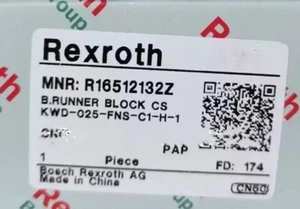 Rexroth
MNR: R16512132Z
B.RUNNER BLOCK CS
KWD-025-FNS-C1-H-1
PAP
1 Piece
FD: 174
Bosch Rexroth AG
Made in China